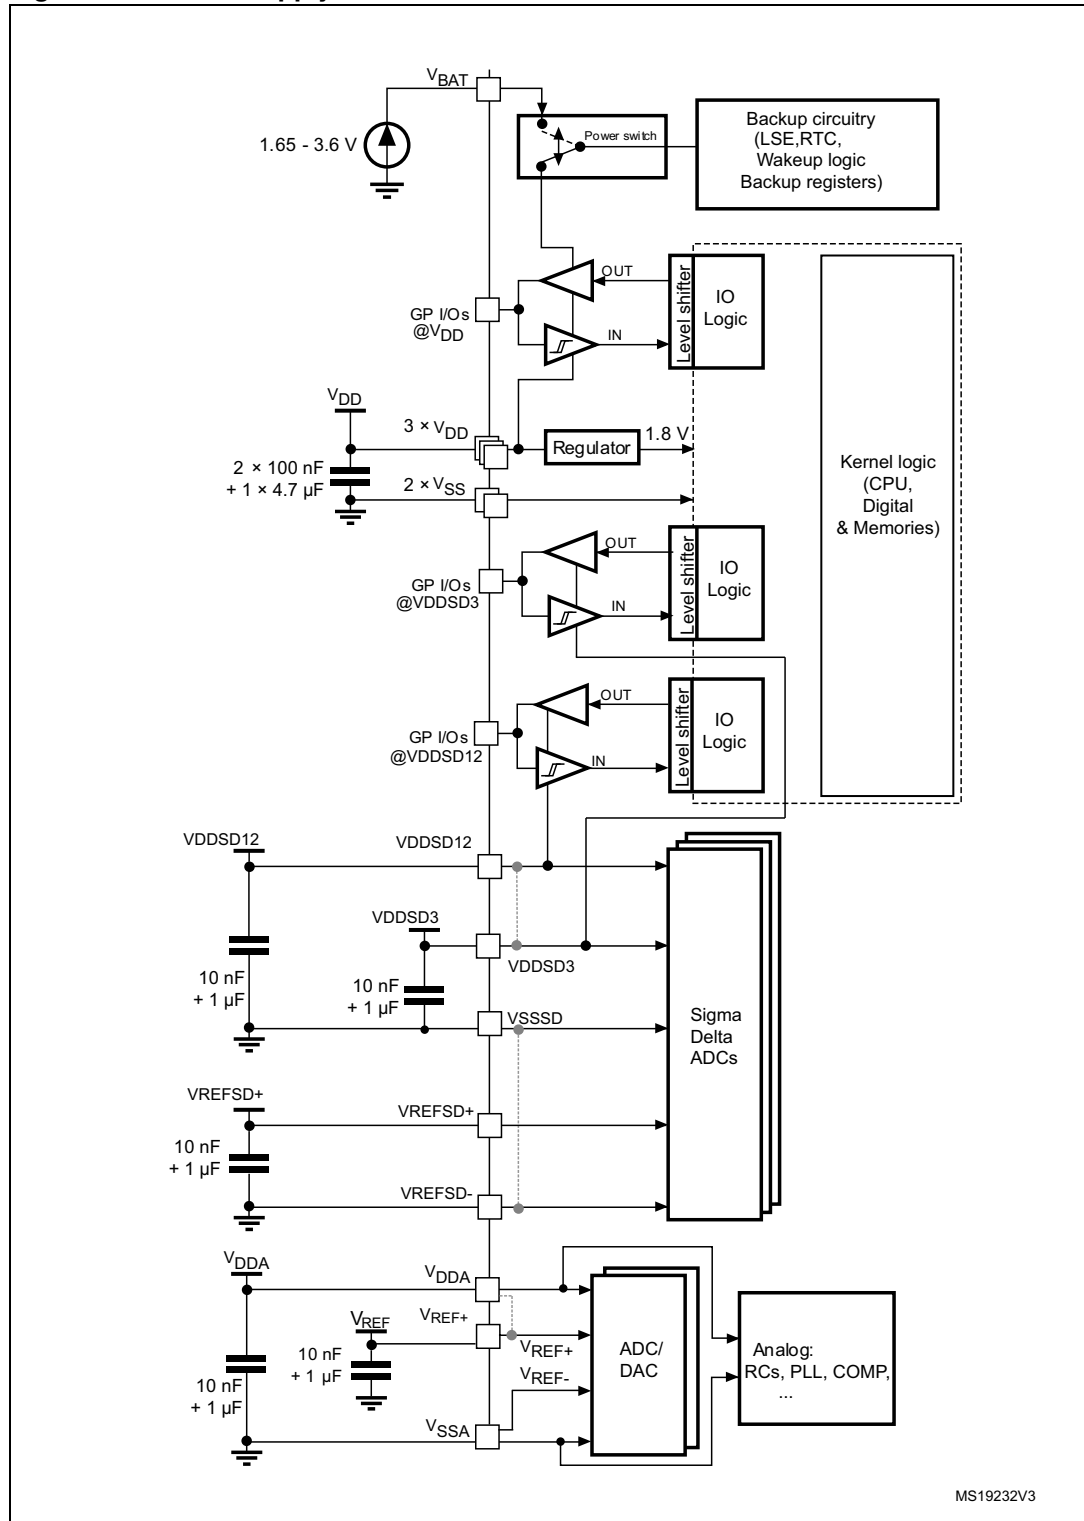 VBAT
1.65 - 3.6 V
Power switch
Backup circuitry
(LSE,RTC,
Wakeup logic
Backup registers)
OUT
GP I/Os
@VDD
IN
Level shifter
IO
Logic
VDD
3 × VDD
Regulator
1.8 V
2 × 100 nF
+ 1 × 4.7 µF
2 × VSS
Kernel logic
(CPU,
Digital
& Memories)
OUT
GP I/Os
@VDDSD3
IN
Level shifter
IO
Logic
OUT
GP I/Os
@VDDSD12
IN
Level shifter
IO
Logic
VDDSD12
VDDSD12
VDDSD3
VDDSD3
10 nF
+ 1 µF
10 nF
+ 1 µF
VSSSD
Sigma
Delta
ADCs
VREFSD+
VREFSD+
10 nF
+ 1 µF
VREFSD-
VDDA
VDDA
VREF+
VREF
VREF+
10 nF
+ 1 µF
ADC/
DAC
VREF-
10 nF
+ 1 µF
VSSA
Analog:
RCs, PLL, COMP,
...
MS19232V3